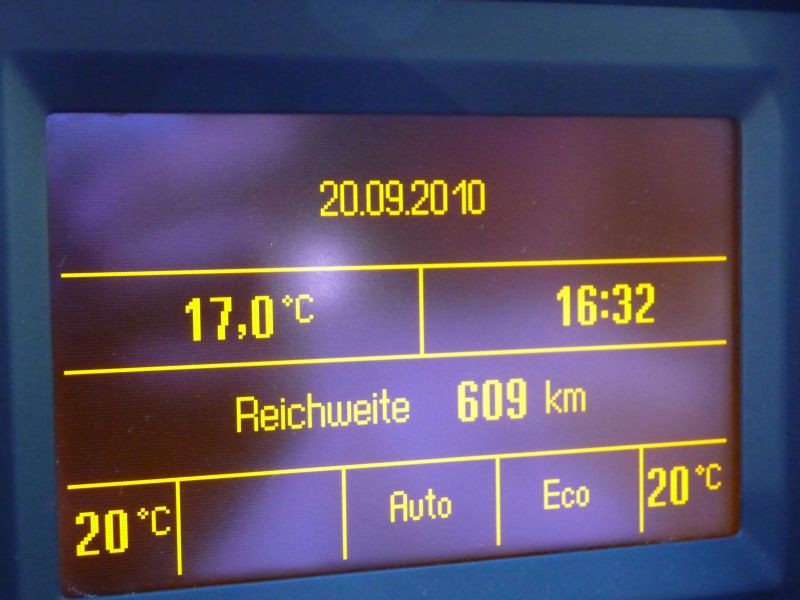 20.09.2010
17,0 °C 16:32
Reichweite 609 km
20 °C Auto Eco 20 °C